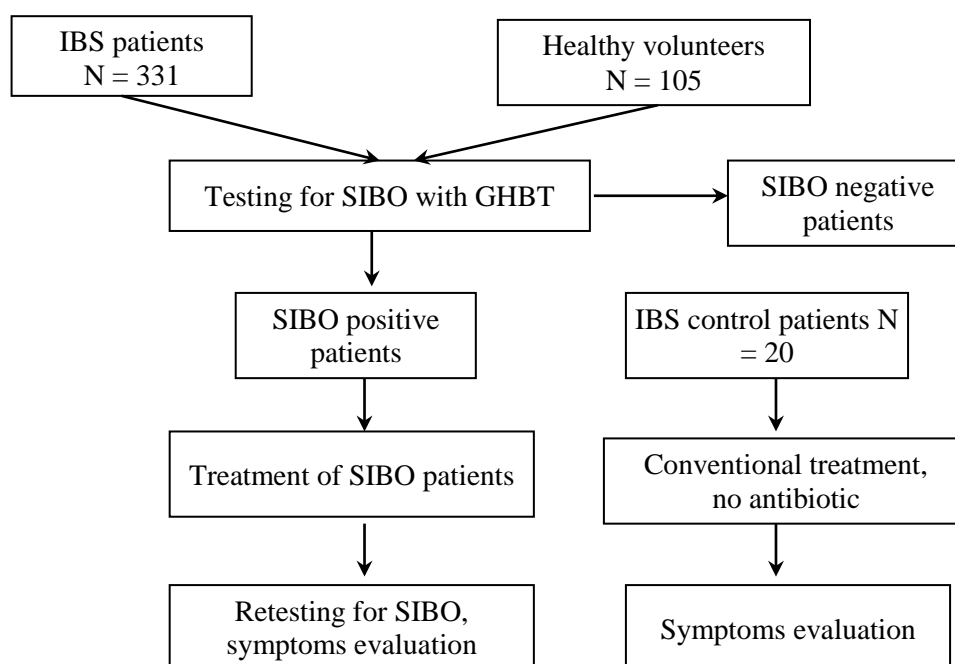 IBS patients
N = 331
Healthy volunteers
N = 105
Testing for SIBO with GHBT
SIBO negative
patients
SIBO positive
patients
IBS control patients N
= 20
Treatment of SIBO patients
Conventional treatment,
no antibiotic
Retesting for SIBO,
symptoms evaluation
Symptoms evaluation